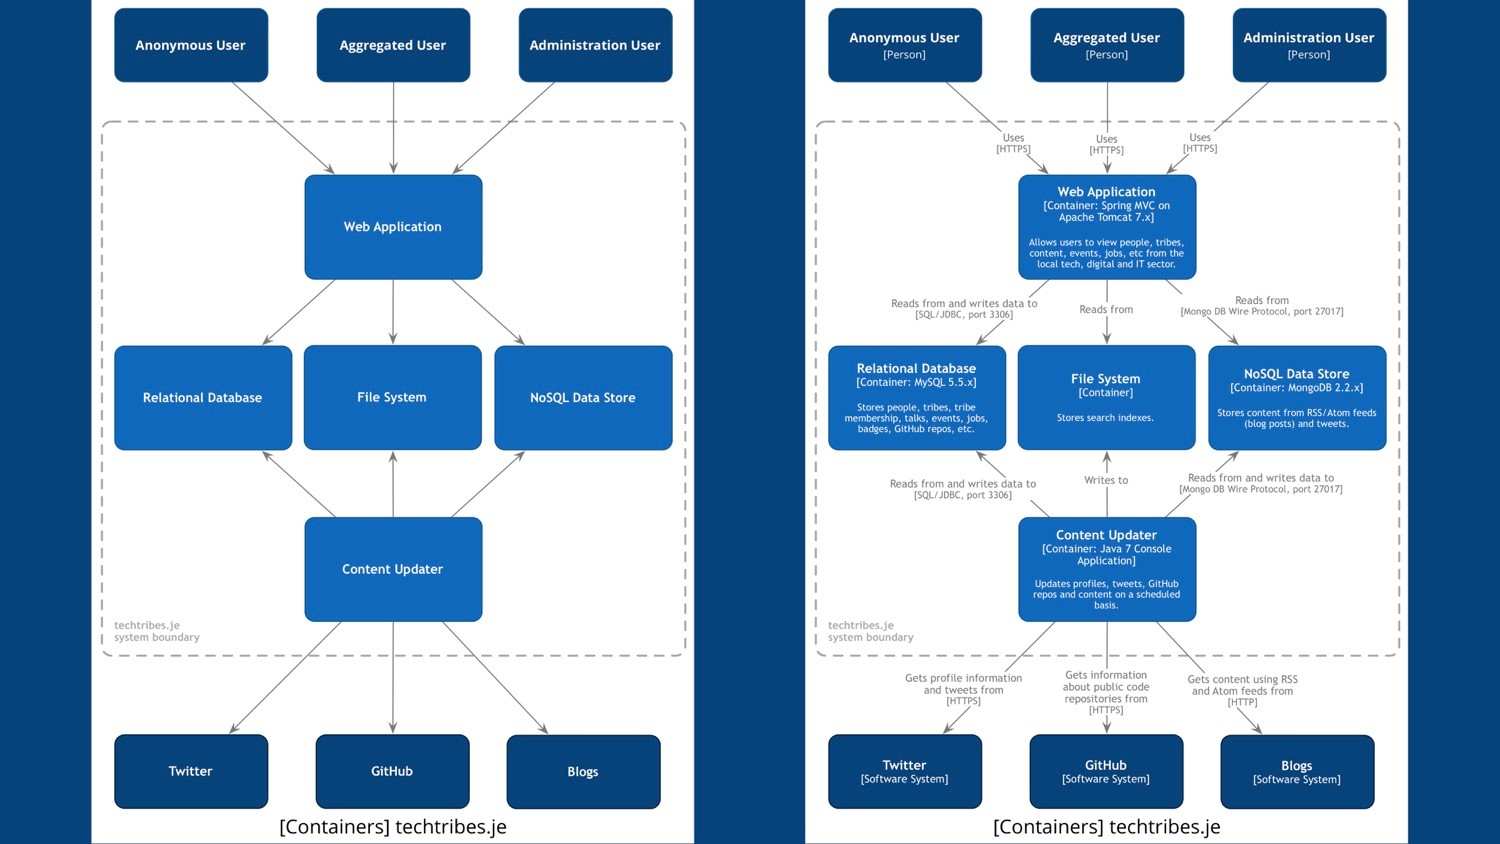 Anonymous User
Aggregated User
Administration User
Web Application
Relational Database
File System
NoSQL Data Store
Content Updater
techtribes.je
system boundary
Twitter
GitHub
Blogs
[Containers] techtribes.je
Anonymous User
[Person]
Aggregated User
[Person]
Administration User
[Person]
Uses
[HTTPS]
Uses
[HTTPS]
Uses
[HTTPS]
Web Application
[Container: Spring MVC on
Apache Tomcat 7.x]
Allows users to view people, tribes,
content, events, jobs, etc from the
local tech, digital and IT sector.
Reads from and writes data to
[SQL/JDBC, port 3306]
Reads from
Reads from
[Mongo DB Wire Protocol, port 27017]
Relational Database
[Container: MySQL 5.5.x]
Stores people, tribes, tribe
membership, talks, events, jobs,
badges, GitHub repos, etc.
File System
[Container]
Stores search indexes.
NoSQL Data Store
[Container: MongoDB 2.2.x]
Stores content from RSS/Atom feeds
(blog posts) and tweets.
Reads from and writes data to
[SQL/JDBC, port 3306]
Writes to
Reads from and writes data to
[Mongo DB Wire Protocol, port 27017]
Content Updater
[Container: Java 7 Console
Application]
Updates profiles, tweets, GitHub
repos and content on a scheduled
basis.
techtribes.je
system boundary
Gets profile information
and tweets from
[HTTPS]
Gets information
about public code
repositories from
[HTTPS]
Gets content using RSS
and Atom feeds from
[HTTP]
Twitter
[Software System]
GitHub
[Software System]
Blogs
[Software System]
[Containers] techtribes.je